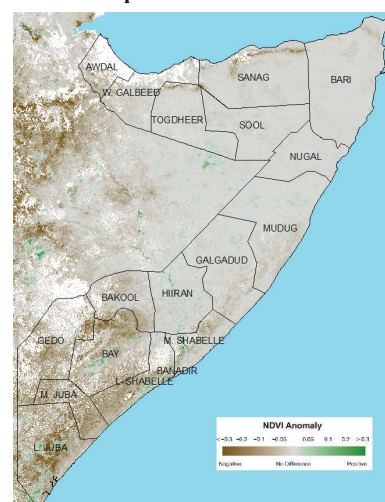 AWDAL
SANAG
BARI
W. GALBEED
TOGDHEER
SOOL
NUGAL
MUDUG
GALGADUD
HIIRAN
BAKOOL
GEDO
M. SHABELLE
BAY
BANADIR
L. SHABELLE
M. JUBA
L. JUBA
NDVI Anomaly
<-0.3 -0.2 -0.1 -0.05 0.05 0.1 0.2 >0.3
Negative No Difference Positive